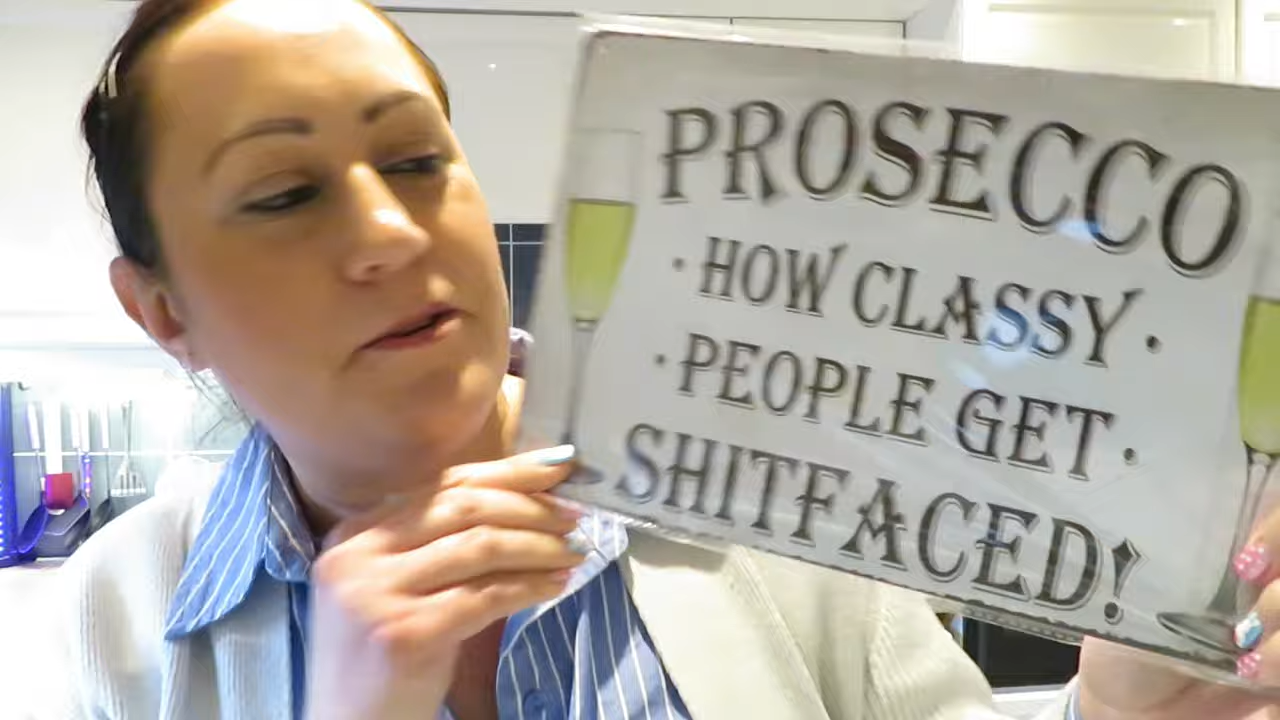 PROSECCO
· HOW CLASSY ·
· PEOPLE GET ·
SHITFACED!